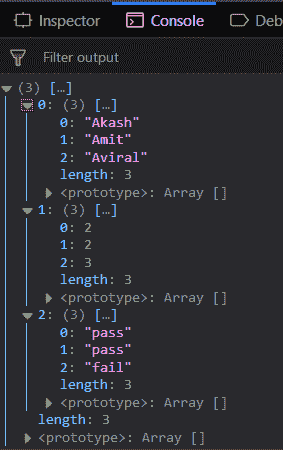 Inspector Console Deb
Filter output
(3) […]
0: (3) […]
0: "Akash"
1: "Amit"
2: "Aviral"
length: 3
<prototype>: Array []
1: (3) […]
0: 2
1: 2
2: 3
length: 3
<prototype>: Array []
2: (3) […]
0: "pass"
1: "pass"
2: "fail"
length: 3
<prototype>: Array []
length: 3
<prototype>: Array []